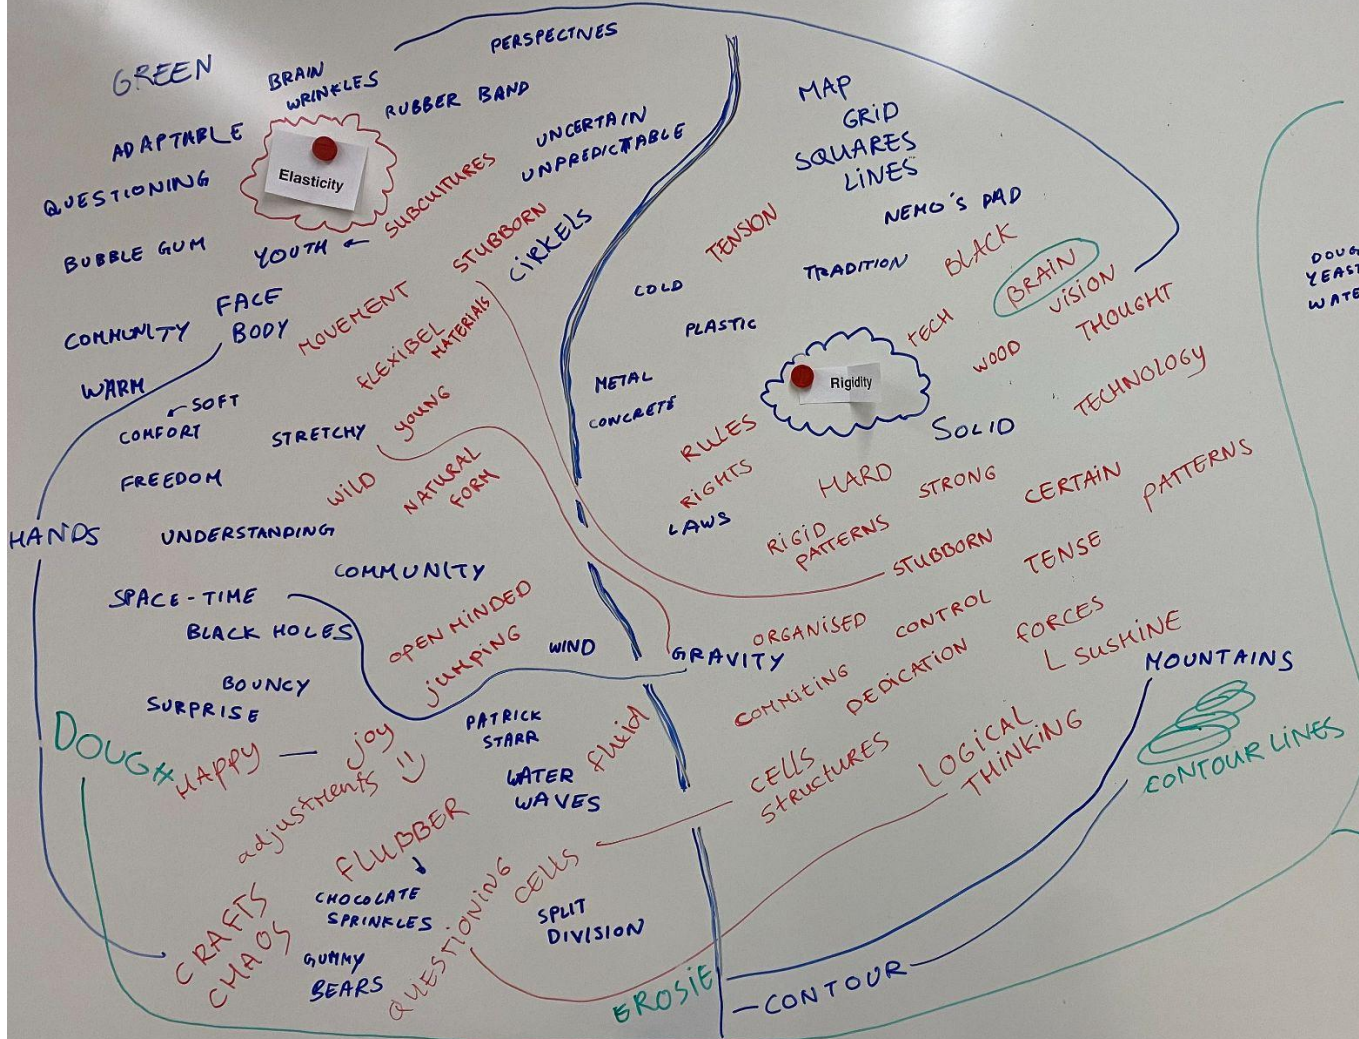 PERSPECTIVES
GREEN
BRAIN
WRINKLES
RUBBER BAND
ADAPTABLE
Elasticity
UNCERTAIN
UNPREDICTABLE
QUESTIONING
SUBCULTURES
BUBBLE GUM
YOUTH
STUBBORN
CIRKELS
FACE
BODY
MOVEMENT
COMMUNITY
FLEXIBEL
MATERIALS
WARM
SOFT
COMFORT
STRETCHY
YOUNG
FREEDOM
WILD
NATURAL
FORM
HANDS
UNDERSTANDING
COMMUNITY
SPACE-TIME
BLACK HOLES
OPEN MINDED
JUMPING
WIND
BOUNCY
SURPRISE
DOUGH
HAPPY
JOY
PATRICK
STARR
adjustments
WATER
WAVES
fluid
FLUBBER
CHOCOLATE
SPRINKLES
CRAFTS
CHAOS
GUMMY
BEARS
QUESTIONING
CELLS
SPLIT
DIVISION
EROSIE
MAP
GRID
SQUARES
LINES
NEMO'S DAD
TENSION
TRADITION
BLACK
BRAIN
COLD
PLASTIC
TECH
VISION
THOUGHT
WOOD
METAL
CONCRETE
Rigidity
TECHNOLOGY
RULES
SOLID
RIGHTS
HARD
STRONG
CERTAIN
PATTERNS
LAWS
RIGID
PATTERNS
STUBBORN
TENSE
GRAVITY
ORGANISED
CONTROL
FORCES
L SUSHINE
COMMITING
DEDICATION
MOUNTAINS
CELLS
STRUCTURES
LOGICAL
THINKING
CONTOUR LINES
CONTOUR
DOUG
YEAST
WATE